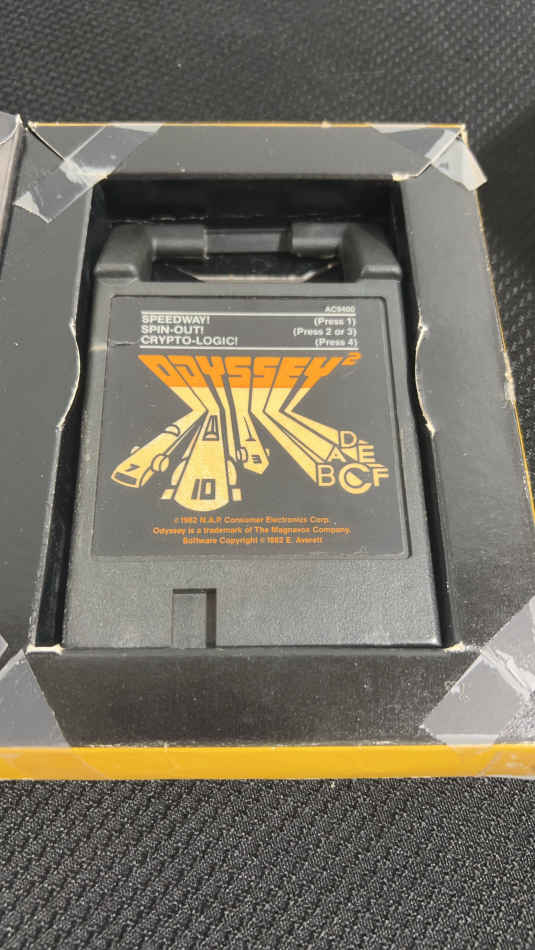 AC9400
SPEEDWAY! (Press 1)
SPIN-OUT! (Press 2 or 3)
CRYPTO-LOGIC! (Press 4)
ODYSSEY²
7 10 3
D
A E
B C F
©1982 N.A.P. Consumer Electronics Corp.
Odyssey is a trademark of The Magnavox Company.
Software Copyright ©1982 E. Averett